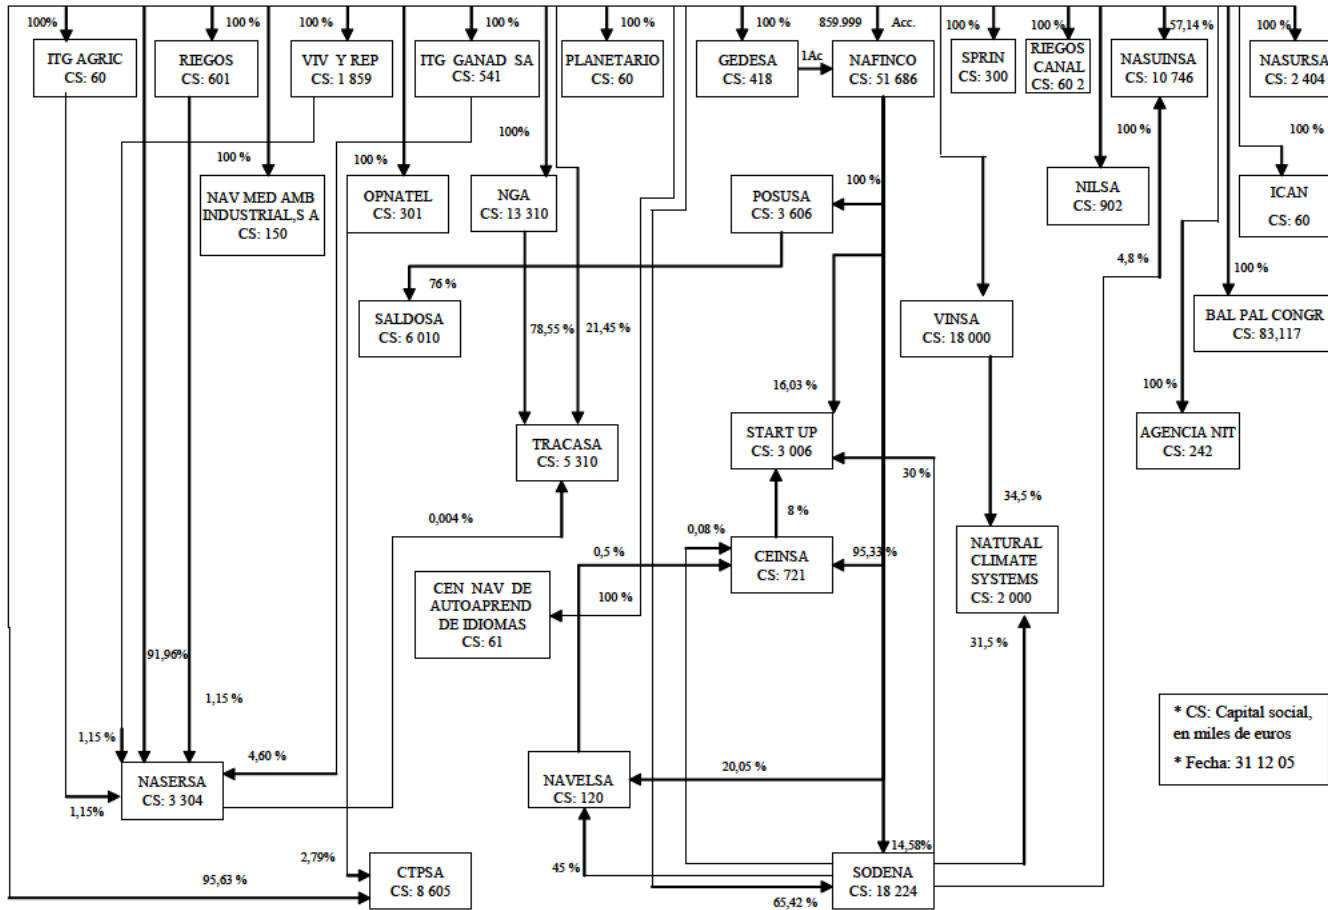 100%
100 %
100 %
100 %
100 %
100 %
859.999 Acc.
100 %
100 %
57,14 %
100 %
ITG AGRIC
CS: 60
RIEGOS
CS: 601
VIV Y REP
CS: 1 859
ITG GANAD SA
CS: 541
PLANETARIO
CS: 60
GEDESA
CS: 418
1Ac
NAFINCO
CS: 51 686
SPRIN
CS: 300
RIEGOS
CANAL
CS: 60 2
NASUINSA
CS: 10 746
NASURSA
CS: 2 404
100 %
100 %
100%
100 %
100 %
100 %
NAV MED AMB
INDUSTRIAL,S A
CS: 150
OPNATEL
CS: 301
NGA
CS: 13 310
POSUSA
CS: 3 606
NILSA
CS: 902
ICAN
CS: 60
76 %
4,8 %
100 %
SALDOSA
CS: 6 010
78,55 %
21,45 %
VINSA
CS: 18 000
BAL PAL CONGR
CS: 83,117
16,03 %
100 %
TRACASA
CS: 5 310
START UP
CS: 3 006
AGENCIA NIT
CS: 242
30 %
34,5 %
0,004 %
8 %
0,08 %
0,5 %
CEINSA
CS: 721
95,33 %
NATURAL
CLIMATE
SYSTEMS
CS: 2 000
CEN NAV DE
AUTOAPREND
DE IDIOMAS
CS: 61
100 %
31,5 %
91,96%
1,15 %
1,15 %
4,60 %
20,05 %
* CS: Capital social,
en miles de euros
* Fecha: 31 12 05
NASERSA
CS: 3 304
1,15%
NAVELSA
CS: 120
14,58%
2,79%
95,63 %
CTPSA
CS: 8 605
45 %
65,42 %
SODENA
CS: 18 224